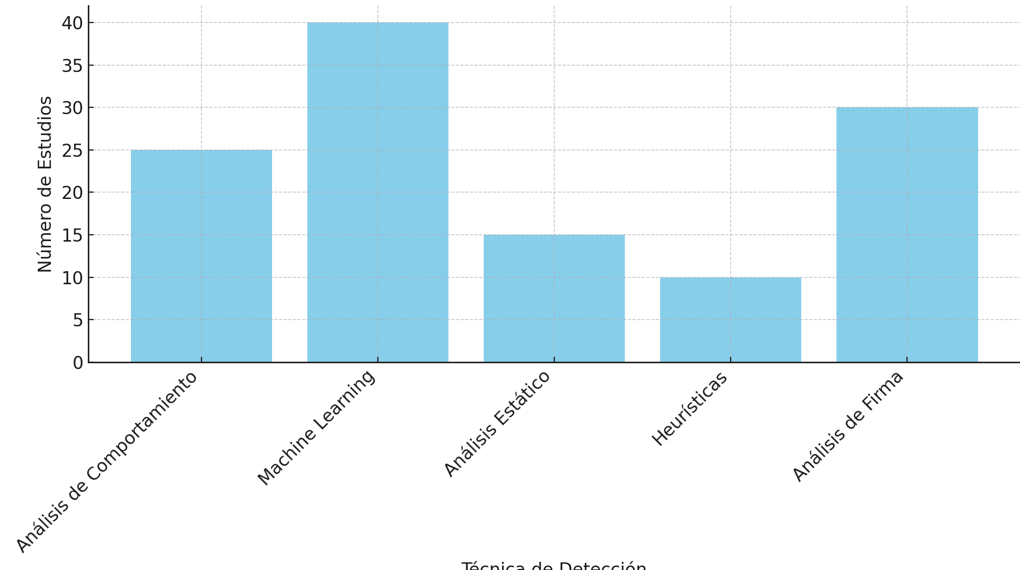 Número de Estudios
40
35
30
25
20
15
10
5
0
Análisis de Comportamiento
Machine Learning
Análisis Estático
Heurísticas
Análisis de Firma
Técnica de Detección